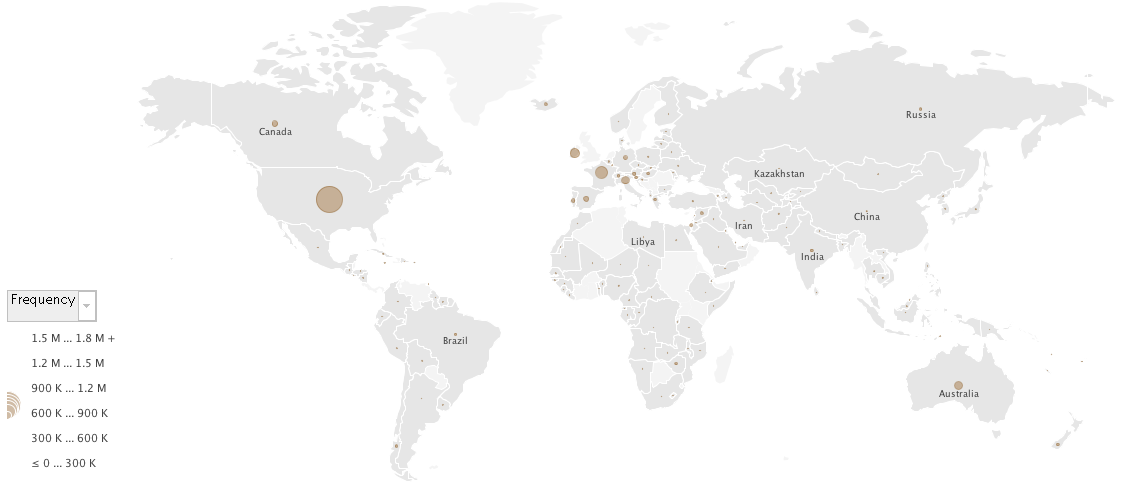 Canada
Russia
Kazakhstan
China
Iran
Libya
India
Frequency
Brazil
1.5 M ... 1.8 M +
1.2 M ... 1.5 M
900 K ... 1.2 M
600 K ... 900 K
300 K ... 600 K
≤ 0 ... 300 K
Australia